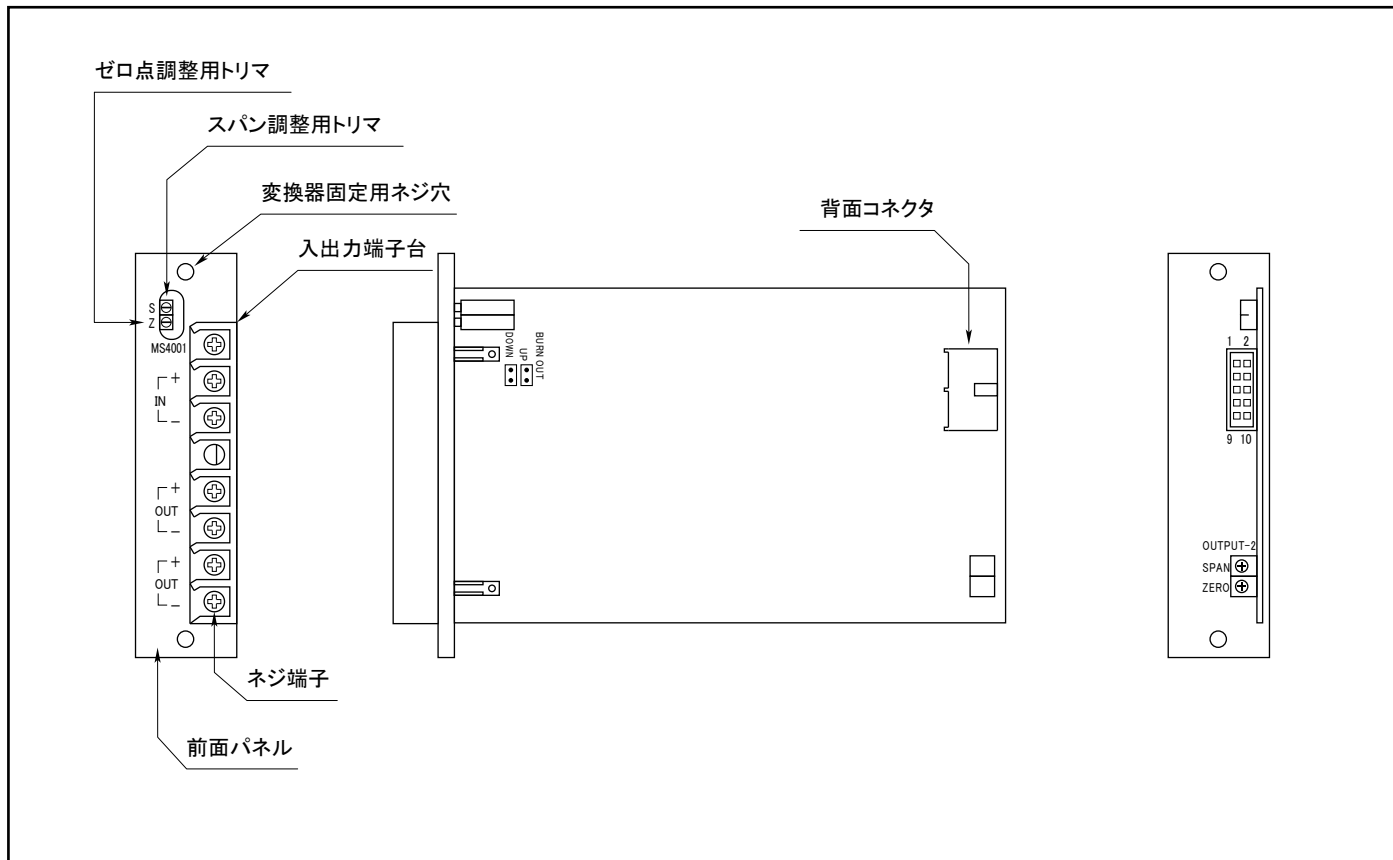 ゼロ点調整用トリマ
スパン調整用トリマ
変換器固定用ネジ穴
入出力端子台
S
Z
MS4001
+
IN
−
+
OUT
−
+
OUT
−
ネジ端子
前面パネル
背面コネクタ
BURN OUT
UP
DOWN
1 2
9 10
OUTPUT-2
SPAN
ZERO